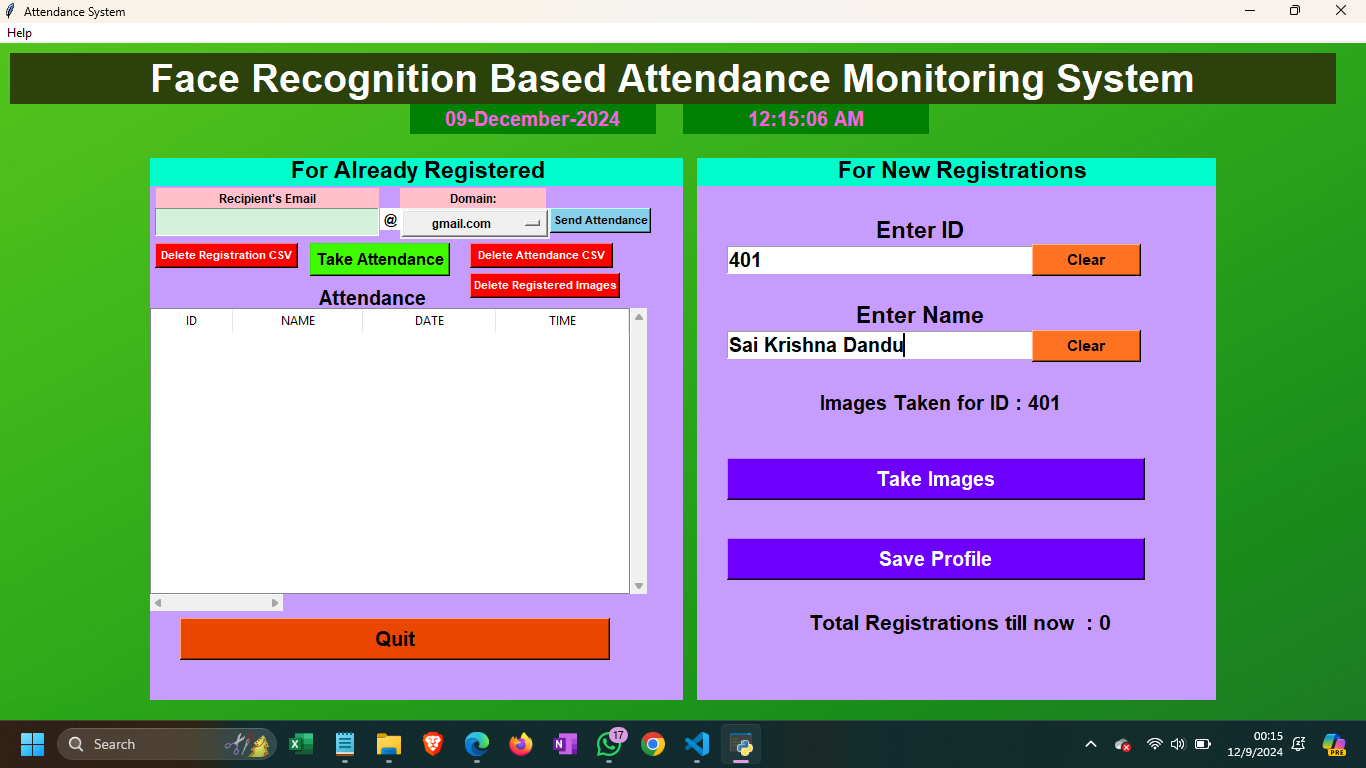 Attendance System
Help
Face Recognition Based Attendance Monitoring System
09-December-2024
12:15:06 AM
For Already Registered
Recipient's Email
Domain:
@
gmail.com
Send Attendance
Delete Registration CSV
Take Attendance
Delete Attendance CSV
Delete Registered Images
Attendance
ID NAME DATE TIME
Quit
For New Registrations
Enter ID
401
Clear
Enter Name
Sai Krishna Dandu
Clear
Images Taken for ID : 401
Take Images
Save Profile
Total Registrations till now : 0
Search
17
00:15
12/9/2024
PRE